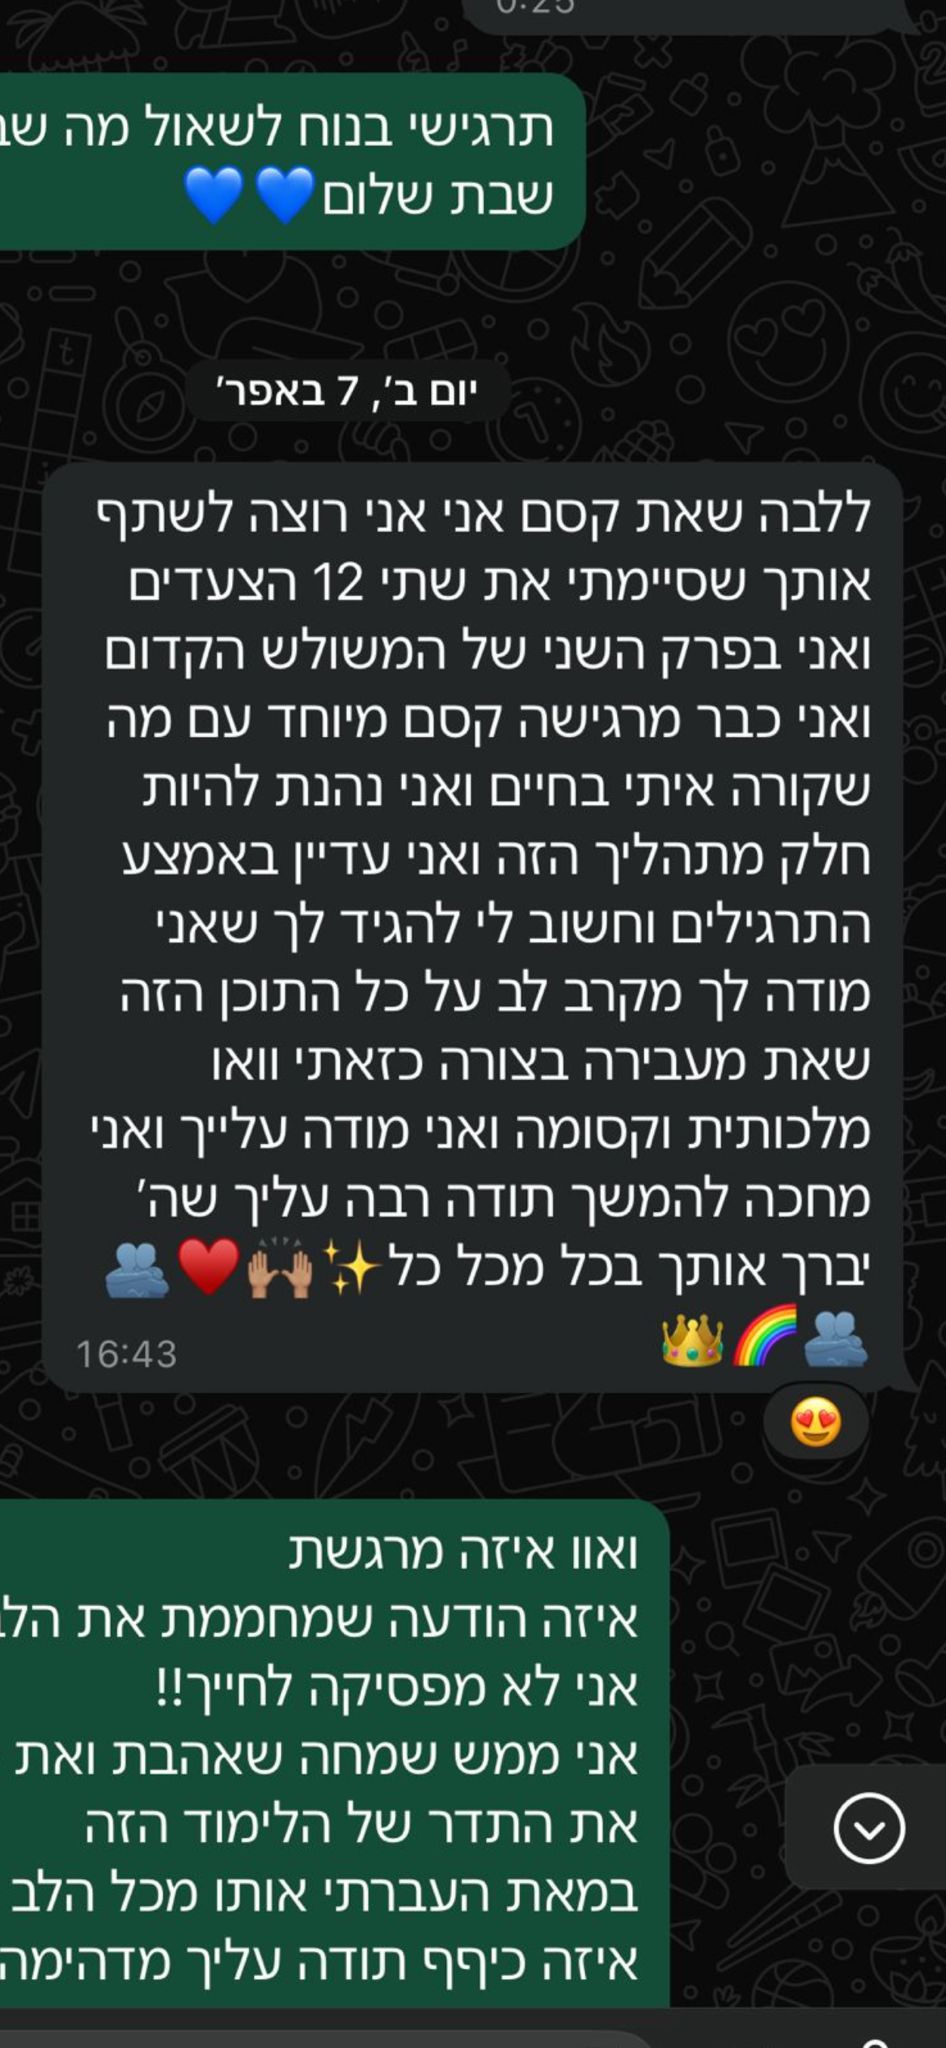 0:25
תרגישי בנוח לשאול מה
שבת שלום💙💙
יום ב׳, 7 באפר׳
ללבה שאת קסם אני אני רוצה לשתף
אותך שסיימתי את שתי 12 הצעדים
ואני בפרק השני של המשולש הקדום
ואני כבר מרגישה קסם מיוחד עם מה
שקורה איתי בחיים ואני נהנת להיות
חלק מתהליך הזה ואני עדיין באמצע
התרגילים וחשוב לי להגיד לך שאני
מודה לך מקרב לב על כל התוכן הזה
שאת מעבירה בצורה כזאתי וואו
מלכותית וקסומה ואני מודה עלייך ואני
מחכה להמשך תודה רבה עליך שה׳
יברך אותך בכל מכל כל✨🙌🏽♥️🫂
🫂🌈👑
16:43
😍
ואוו איזה מרגשת
איזה הודעה שמחממת את
אני לא מפסיקה לחייך!!
אני ממש שמחה שאהבת ואת
את התדר של הלימוד הזה
במאת העברתי אותו מכל הלב
איזה כיףף תודה עליך מדהימה